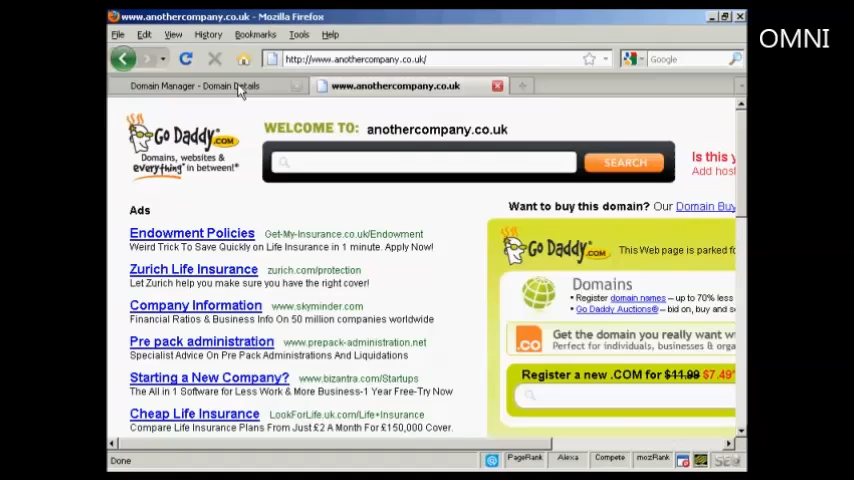 www.anothercompany.co.uk - Mozilla Firefox
OMNI
File Edit View History Bookmarks Tools Help
http://www.anothercompany.co.uk/
Google
Domain Manager - Domain Details
www.anothercompany.co.uk
Go Daddy.COM
Domains, websites &
everything* in between!*
WELCOME TO: anothercompany.co.uk
SEARCH
Is this y
Add host
Ads
Want to buy this domain? Our Domain Buy
Endowment Policies Get-My-Insurance.co.uk/Endowment
Weird Trick To Save Quickly on Life Insurance in 1 minute. Apply Now!
Zurich Life Insurance zurich.com/protection
Let Zurich help you make sure you have the right cover!
Company Information www.skyminder.com
Financial Ratios & Business Info On 50 million companies worldwide
Pre pack administration www.prepack-administration.net
Specialist Advice On Pre Pack Administrations And Liquidations
Starting a New Company? www.bizantra.com/Startups
The All in 1 Software for Less Work & More Business-1 Year Free-Try Now
Cheap Life Insurance LookForLife.uk.com/Life+Insurance
Compare Life Insurance Plans From Just £2 A Month For £150,000 Cover.
Go Daddy.COM
This Web page is parked fo
Domains
• Register domain names – up to 70% less
• Go Daddy Auctions® – bid on, buy and s
.co
Get the domain you really want w
Perfect for individuals, businesses & orga
Register a new .COM for $11.99 $7.49*
Done
PageRank
Alexa
Compete
mozRank